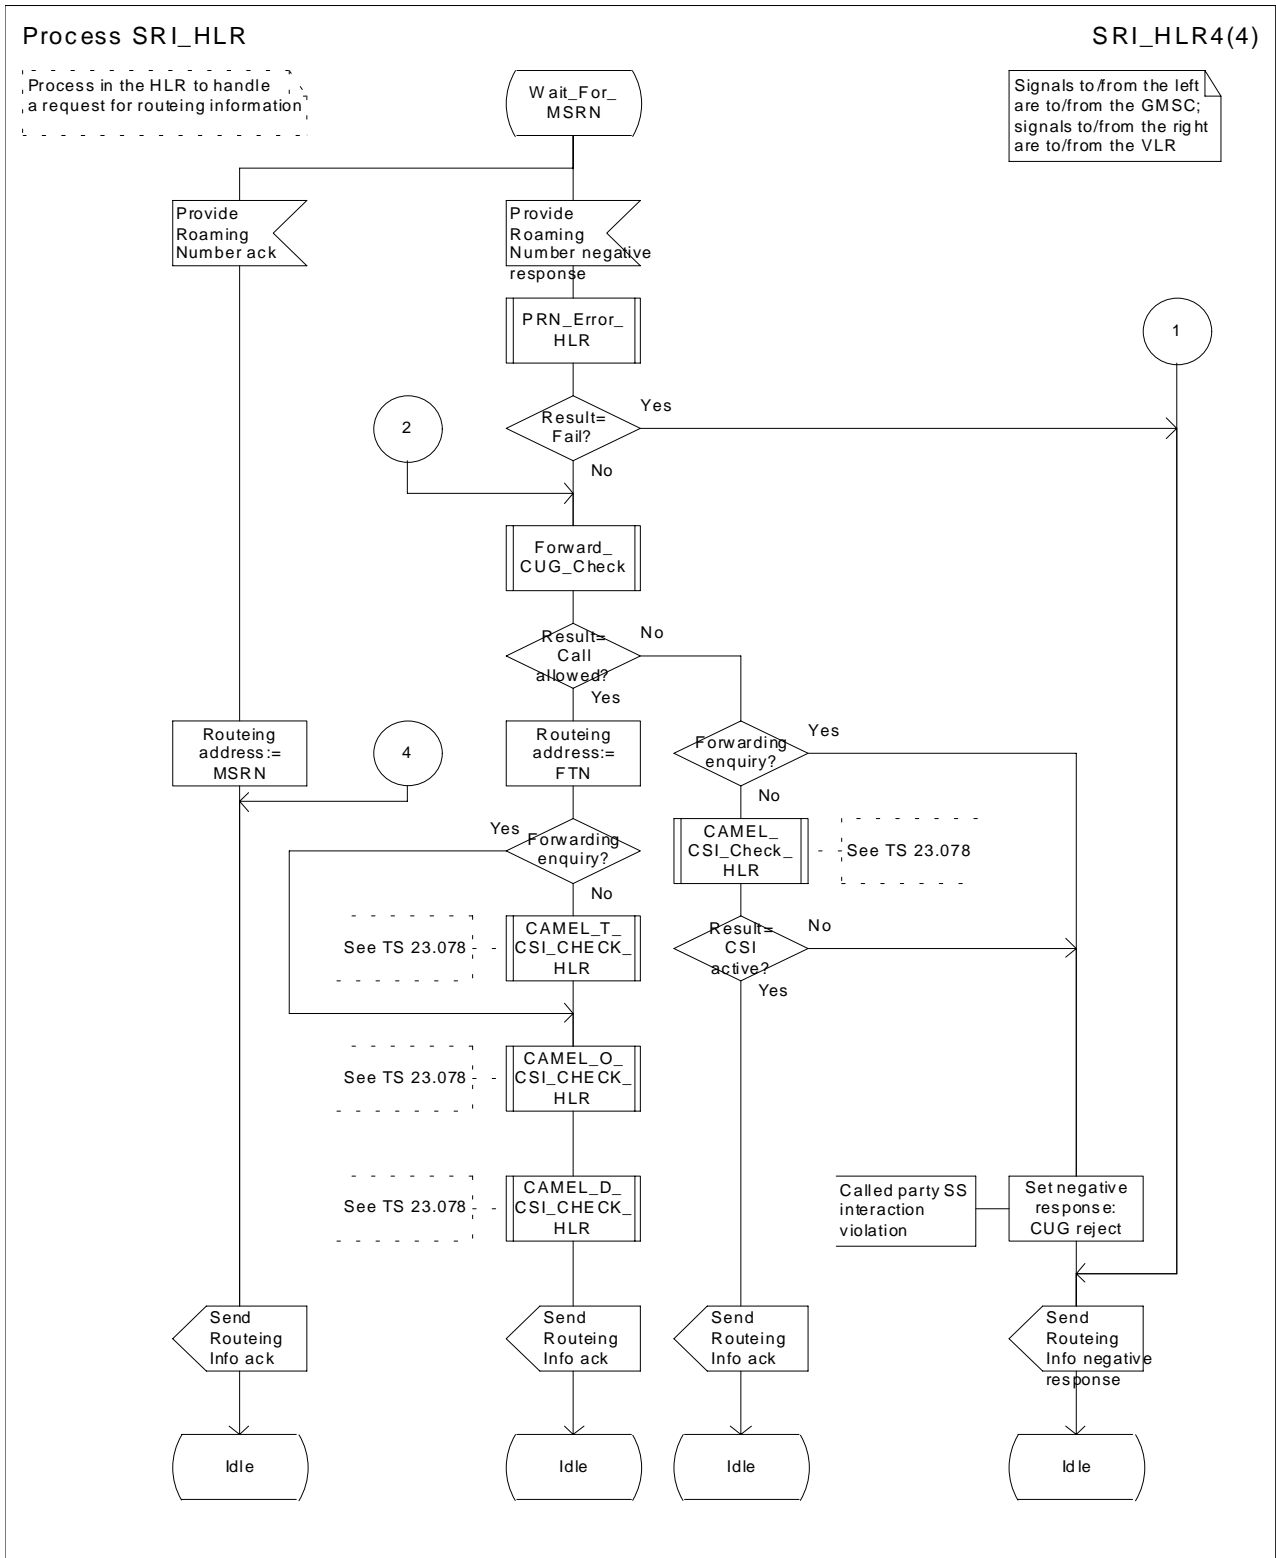 Process SRI_HLR
SRI_HLR4(4)
Process in the HLR to handle
a request for routeing information
Wait_For_
MSRN
Signals to/from the left
are to/from the GMSC;
signals to/from the right
are to/from the VLR
Provide
Roaming
Number ack
Provide
Roaming
Number negative
response
PRN_Error_
HLR
1
2
Result=
Fail?
Yes
No
Forward_
CUG_Check
Result=
Call
allowed?
No
Yes
Routeing
address:=
MSRN
4
Routeing
address:=
FTN
Forwarding
enquiry?
Yes
No
Yes
Forwarding
enquiry?
No
CAMEL_
CSI_Check_
HLR
See TS 23.078
See TS 23.078
CAMEL_T_
CSI_CHECK_
HLR
Result=
CSI
active?
No
Yes
See TS 23.078
CAMEL_O_
CSI_CHECK_
HLR
See TS 23.078
CAMEL_D_
CSI_CHECK_
HLR
Called party SS
interaction
violation
Set negative
response:
CUG reject
Send
Routeing
Info ack
Send
Routeing
Info ack
Send
Routeing
Info ack
Send
Routeing
Info negative
response
Idle
Idle
Idle
Idle